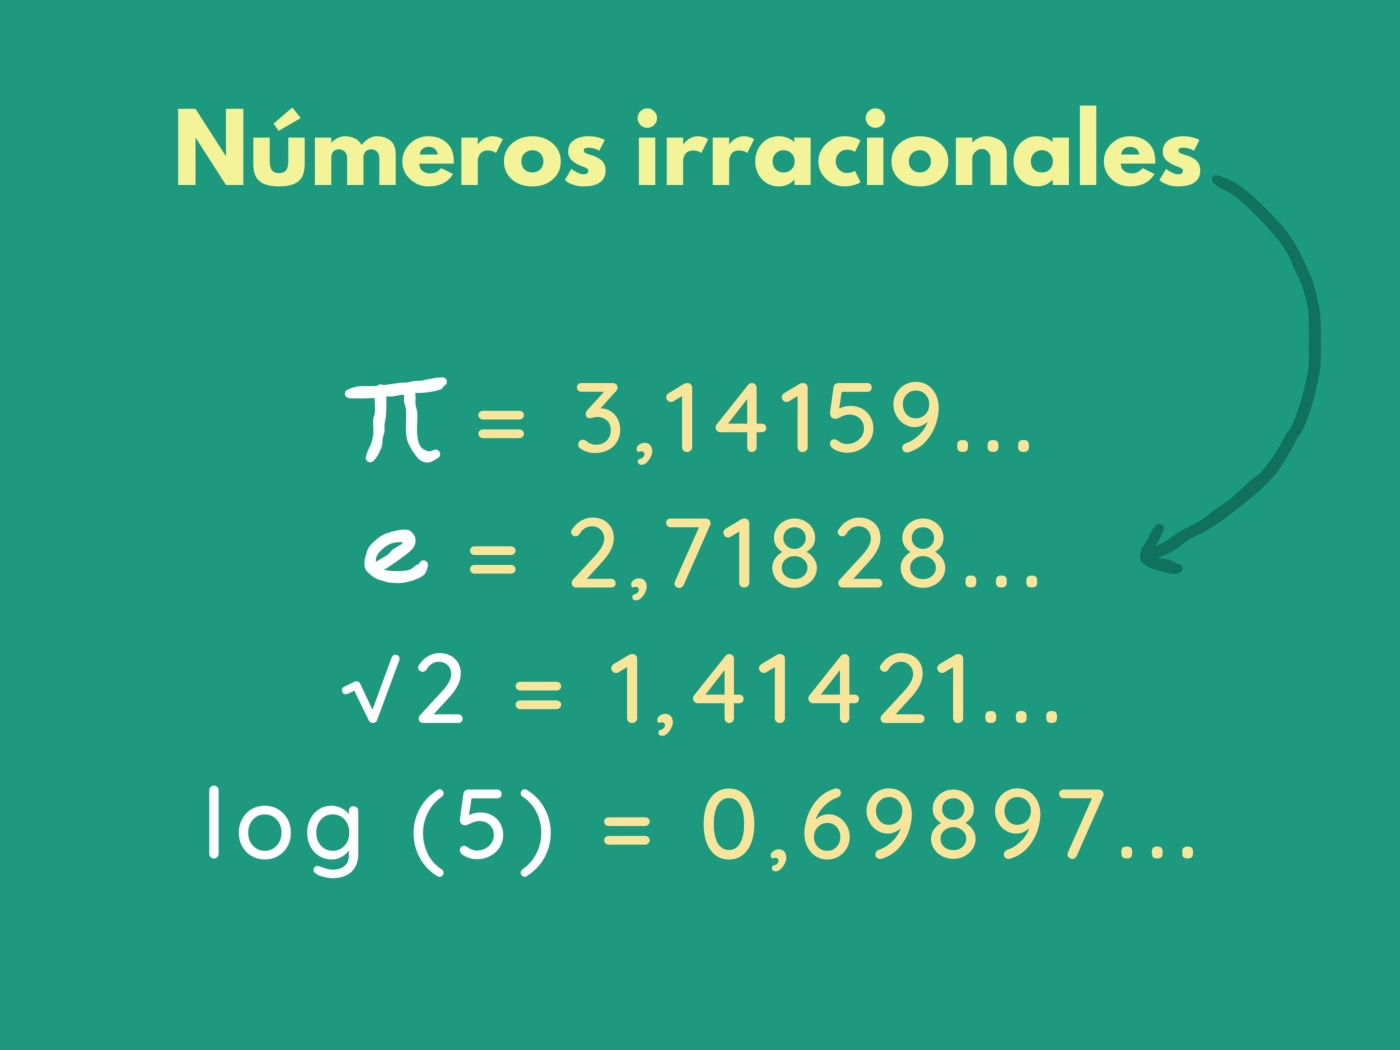 Números irracionales
π = 3,14159...
e = 2,71828...
√2 = 1,41421...
log (5) = 0,69897...